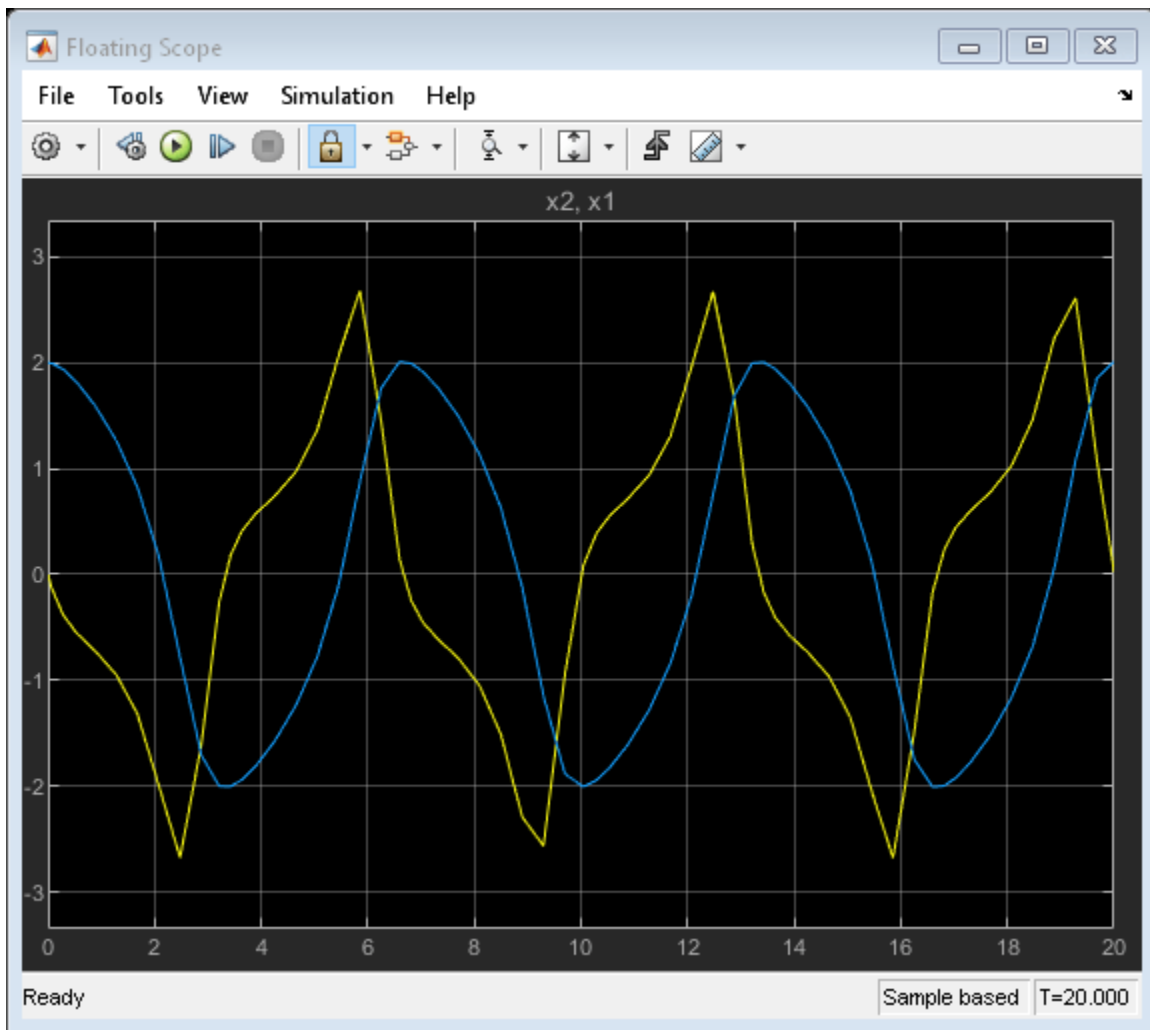 Floating Scope
File Tools View Simulation Help
x2, x1
3
2
1
0
-1
-2
-3
0 2 4 6 8 10 12 14 16 18 20
Ready Sample based T=20.000